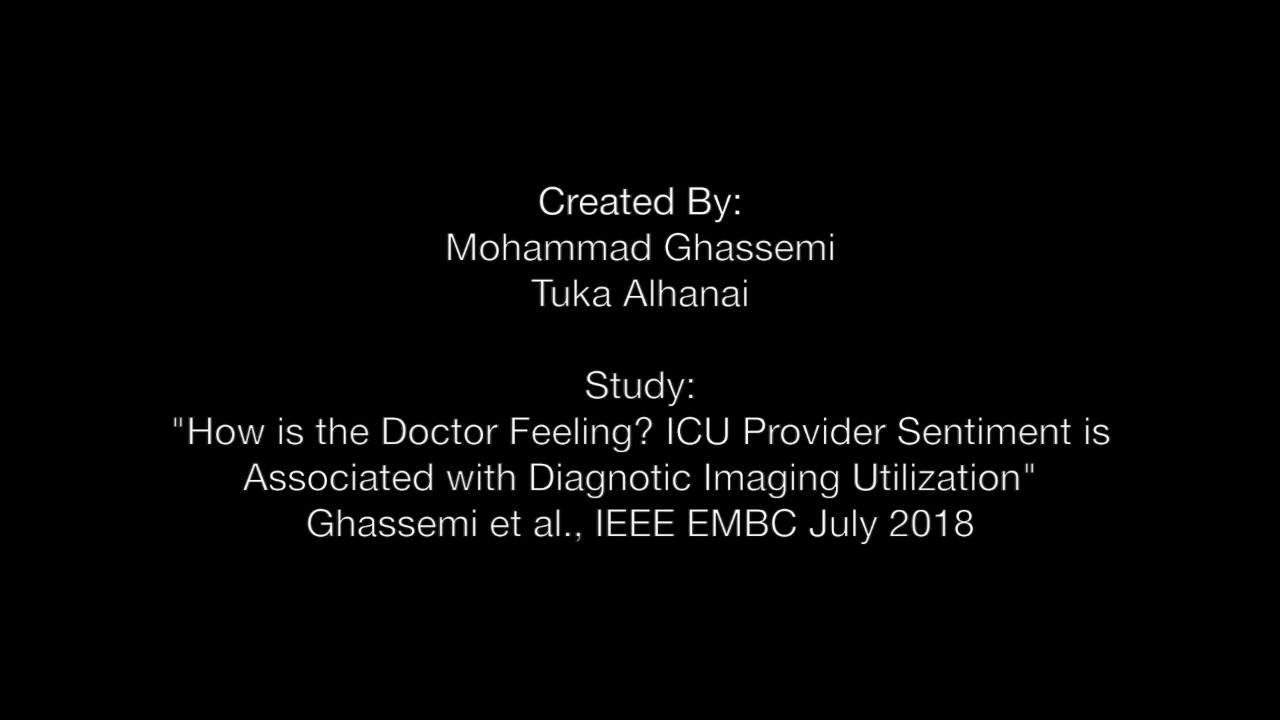 Created By:
Mohammad Ghassemi
Tuka Alhanai
Study:
"How is the Doctor Feeling? ICU Provider Sentiment is
Associated with Diagnotic Imaging Utilization"
Ghassemi et al., IEEE EMBC July 2018